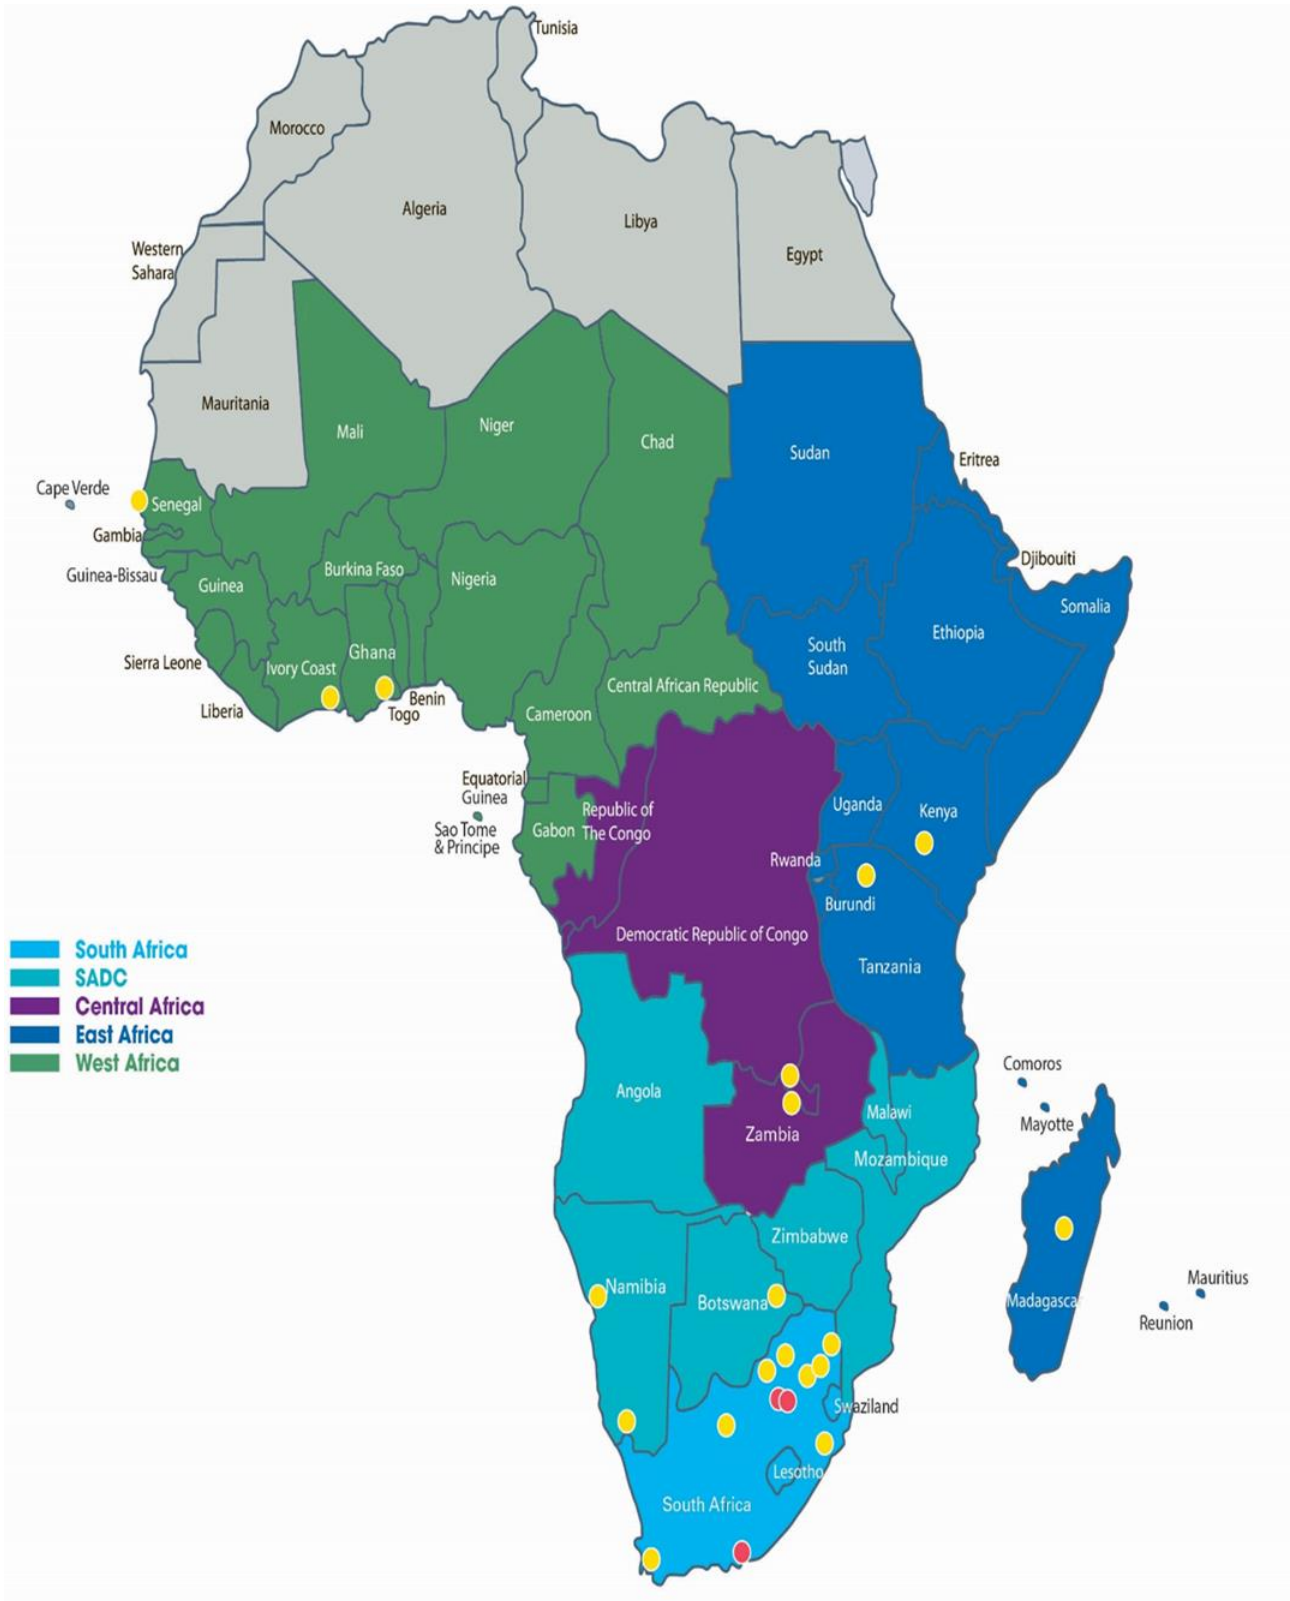 Tunisia
Morocco
Algeria
Libya
Egypt
Western
Sahara
Mauritania
Mali
Niger
Chad
Sudan
Eritrea
Cape Verde
Senegal
Gambia
Guinea-Bissau
Guinea
Burkina Faso
Nigeria
Djibouti
Somalia
Ethiopia
South
Sudan
Sierra Leone
Ivory Coast
Ghana
Liberia
Benin
Togo
Cameroon
Central African Republic
Equatorial
Guinea
Sao Tome
& Principe
Gabon
Republic of
The Congo
Uganda
Kenya
Rwanda
Burundi
Democratic Republic of Congo
Tanzania
South Africa
SADC
Central Africa
East Africa
West Africa
Comoros
Mayotte
Angola
Zambia
Malawi
Mozambique
Zimbabwe
Namibia
Botswana
Madagasca
Mauritius
Reunion
Swaziland
Lesotho
South Africa